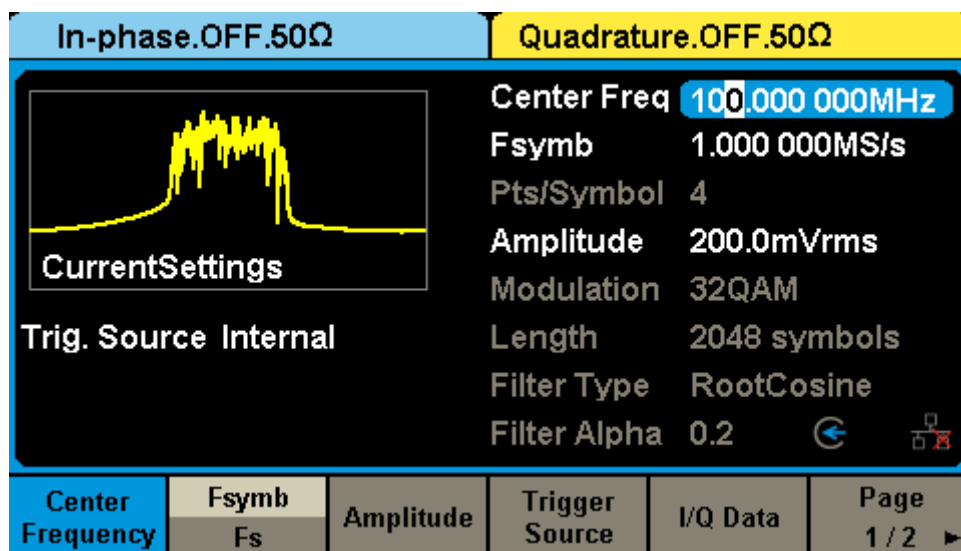 In-phase.OFF.50Ω
Quadrature.OFF.50Ω
CurrentSettings
Trig. Source Internal
Center Freq 100.000 000MHz
Fsymb 1.000 000MS/s
Pts/Symbol 4
Amplitude 200.0mVrms
Modulation 32QAM
Length 2048 symbols
Filter Type RootCosine
Filter Alpha 0.2
Center
Frequency
Fsymb
Fs
Amplitude
Trigger
Source
I/Q Data
Page
1/2 ►